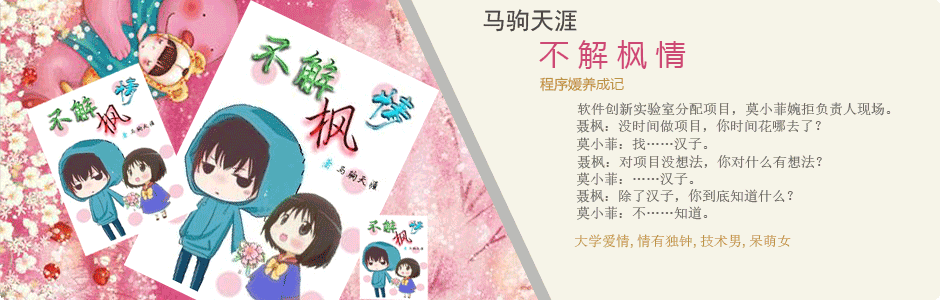 不解枫情
著 马驹天涯
不解枫情
著 马驹天涯
不解枫情
马驹天涯
不解枫情
程序媛养成记
软件创新实验室分配项目，莫小菲婉拒负责人现场。
聂枫：没时间做项目，你时间花哪去了？
莫小菲：找……汉子。
聂枫：对项目没想法，你对什么有想法？
莫小菲：……汉子。
聂枫：除了汉子，你到底知道什么？
莫小菲：不……知道。
大学爱情,情有独钟,技术男,呆萌女